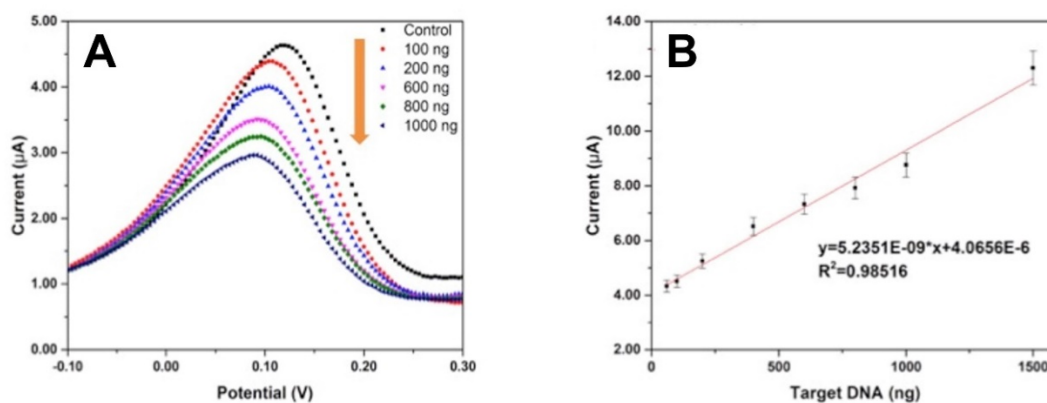 A
5.00
4.00
3.00
2.00
1.00
0.00
Current (µA)
-0.10
0.00
0.10
0.20
0.30
Potential (V)
Control
100 ng
200 ng
600 ng
800 ng
1000 ng
B
14.00
12.00
10.00
8.00
6.00
4.00
2.00
Current (µA)
0
500
1000
1500
Target DNA (ng)
y=5.2351E-09*x+4.0656E-6
R²=0.98516